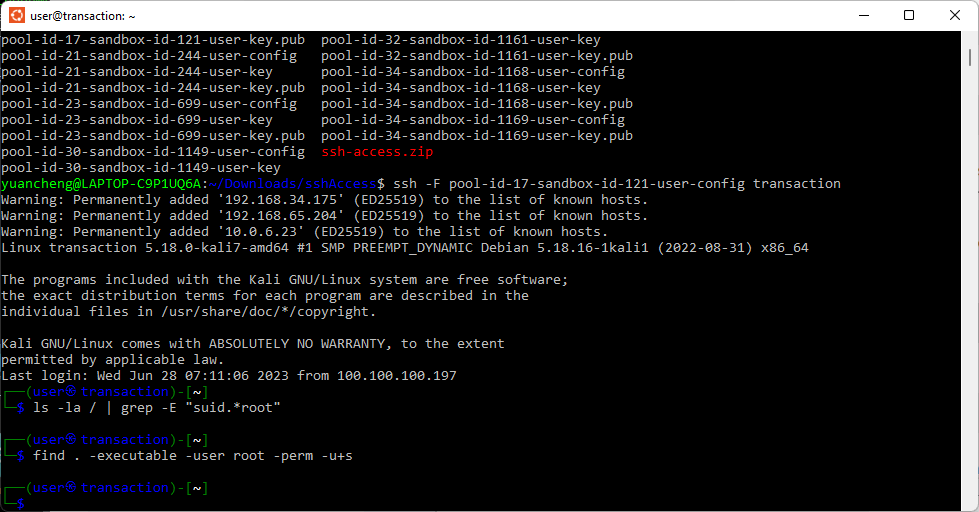 user@transaction: ~
pool-id-17-sandbox-id-121-user-key.pub  pool-id-32-sandbox-id-1161-user-key
pool-id-21-sandbox-id-244-user-config  pool-id-32-sandbox-id-1161-user-key.pub
pool-id-21-sandbox-id-244-user-key  pool-id-34-sandbox-id-1168-user-config
pool-id-21-sandbox-id-244-user-key.pub  pool-id-34-sandbox-id-1168-user-key
pool-id-23-sandbox-id-699-user-config  pool-id-34-sandbox-id-1168-user-key.pub
pool-id-23-sandbox-id-699-user-key  pool-id-34-sandbox-id-1169-user-config
pool-id-23-sandbox-id-699-user-key.pub  pool-id-34-sandbox-id-1169-user-key.pub
pool-id-30-sandbox-id-1149-user-config  ssh-access.zip
pool-id-30-sandbox-id-1149-user-key
yuancheng@LAPTOP-C9P1UQ6A:~/Downloads/sshAccess$ ssh -F pool-id-17-sandbox-id-121-user-config transaction
Warning: Permanently added '192.168.34.175' (ED25519) to the list of known hosts.
Warning: Permanently added '192.168.65.204' (ED25519) to the list of known hosts.
Warning: Permanently added '10.0.6.23' (ED25519) to the list of known hosts.
Linux transaction 5.18.0-kali7-amd64 #1 SMP PREEMPT_DYNAMIC Debian 5.18.16-1kali1 (2022-08-31) x86_64
The programs included with the Kali GNU/Linux system are free software;
the exact distribution terms for each program are described in the
individual files in /usr/share/doc/*/copyright.
Kali GNU/Linux comes with ABSOLUTELY NO WARRANTY, to the extent
permitted by applicable law.
Last login: Wed Jun 28 07:11:06 2023 from 100.100.100.197
┌──(user㉿transaction)-[~]
└─$ ls -la / | grep -E "suid.*root"
┌──(user㉿transaction)-[~]
└─$ find . -executable -user root -perm -u+s
┌──(user㉿transaction)-[~]
└─$